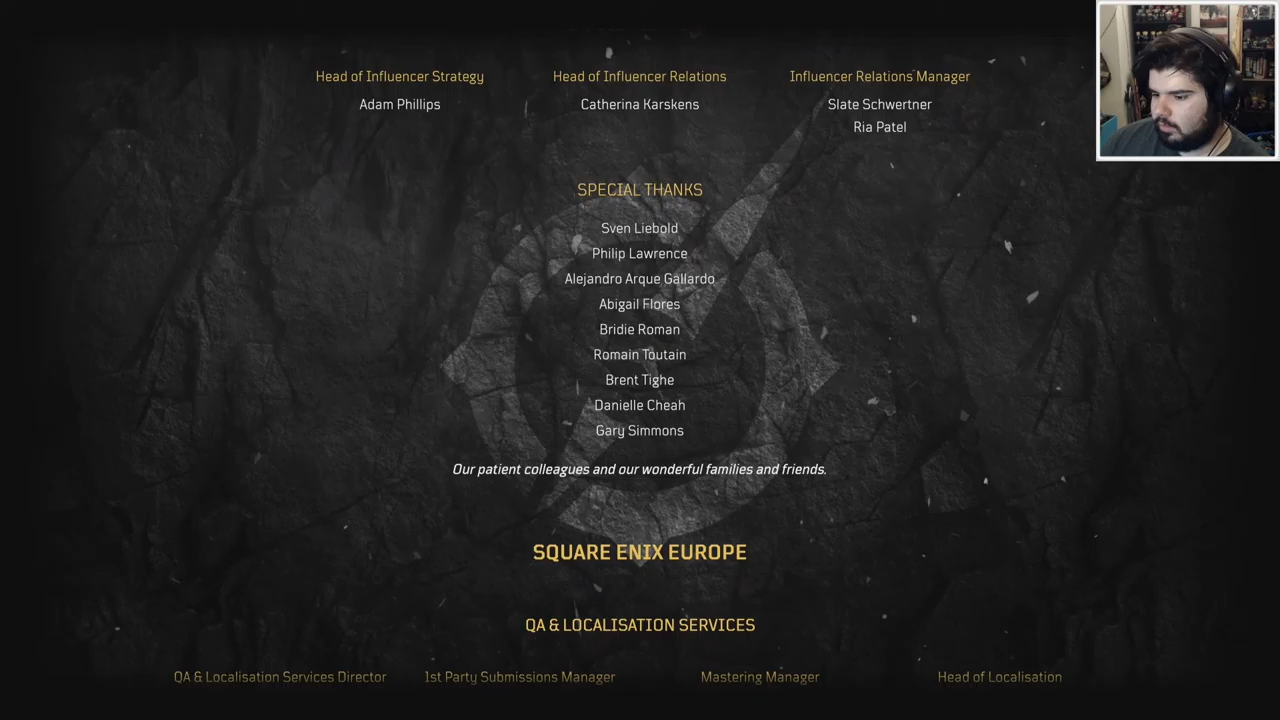 Head of Influencer Strategy
Adam Phillips
Head of Influencer Relations
Catherina Karskens
Influencer Relations Manager
Slate Schwertner
Ria Patel
SPECIAL THANKS
Sven Liebold
Philip Lawrence
Alejandro Arque Gallardo
Abigail Flores
Bridie Roman
Romain Toutain
Brent Tighe
Danielle Cheah
Gary Simmons
Our patient colleagues and our wonderful families and friends.
SQUARE ENIX EUROPE
QA & LOCALISATION SERVICES
QA & Localisation Services Director
1st Party Submissions Manager
Mastering Manager
Head of Localisation